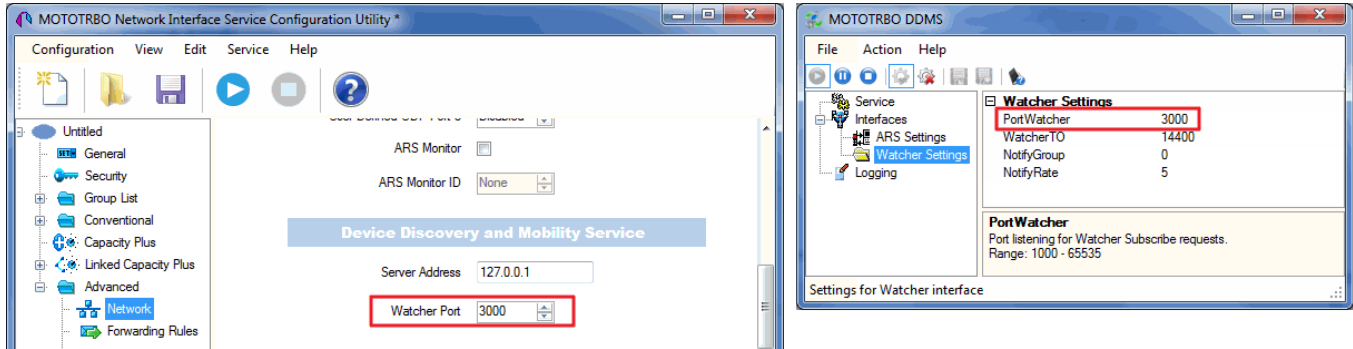 MOTOTRBO Network Interface Service Configuration Utility *
Configuration View Edit Service Help
Untitled
SET General
Security
Group List
Conventional
Capacity Plus
Linked Capacity Plus
Advanced
Network
Forwarding Rules
ARS Monitor
ARS Monitor ID None
Device Discovery and Mobility Service
Server Address 127.0.0.1
Watcher Port 3000
MOTOTRBO DDMS
File Action Help
Service
Interfaces
ARS Settings
Watcher Settings
Logging
Watcher Settings
PortWatcher 3000
WatcherTO 14400
NotifyGroup 0
NotifyRate 5
PortWatcher
Port listening for Watcher Subscribe requests.
Range: 1000 - 65535
Settings for Watcher interface